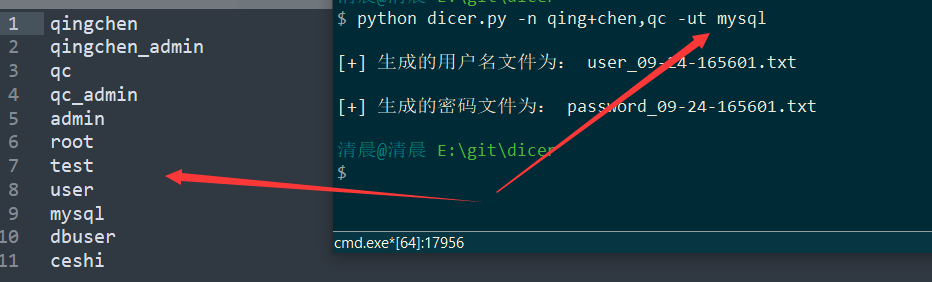 1 qingchen
2 qingchen_admin
3 qc
4 qc_admin
5 admin
6 root
7 test
8 user
9 mysql
10 dbuser
11 ceshi
$ python dicer.py -n qing+chen,qc -ut mysql
[+] 生成的用户名文件为： user_09-24-165601.txt
[+] 生成的密码文件为： password_09-24-165601.txt
清晨@清晨 E:\git\dicer
$
cmd.exe*[64]:17956